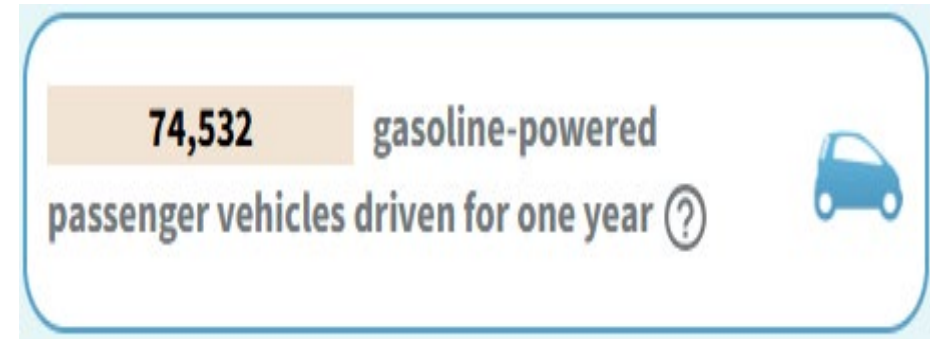 74,532 gasoline-powered
passenger vehicles driven for one year ?